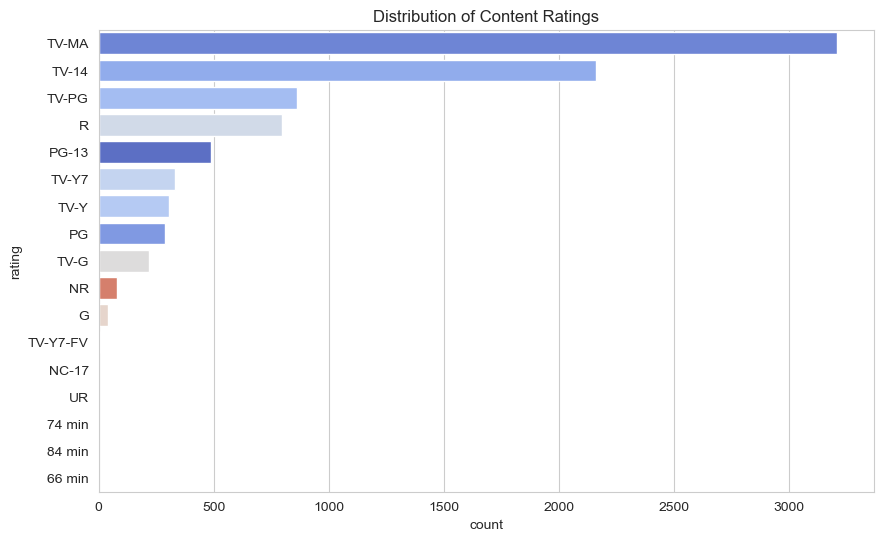 Distribution of Content Ratings
TV-MA
TV-14
TV-PG
R
PG-13
TV-Y7
TV-Y
PG
TV-G
NR
G
TV-Y7-FV
NC-17
UR
74 min
84 min
66 min
rating
0 500 1000 1500 2000 2500 3000
count